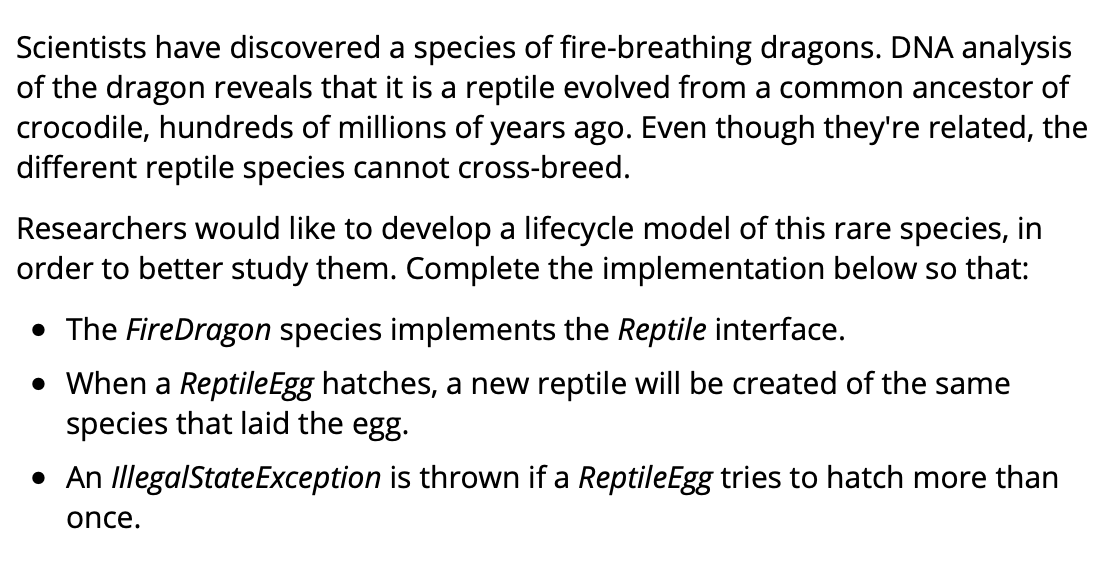 Scientists have discovered a species of fire-breathing dragons. DNA analysis
of the dragon reveals that it is a reptile evolved from a common ancestor of
crocodile, hundreds of millions of years ago. Even though they're related, the
different reptile species cannot cross-breed.
Researchers would like to develop a lifecycle model of this rare species, in
order to better study them. Complete the implementation below so that:
• The FireDragon species implements the Reptile interface.
• When a ReptileEgg hatches, a new reptile will be created of the same
species that laid the egg.
• An IllegalStateException is thrown if a ReptileEgg tries to hatch more than
once.